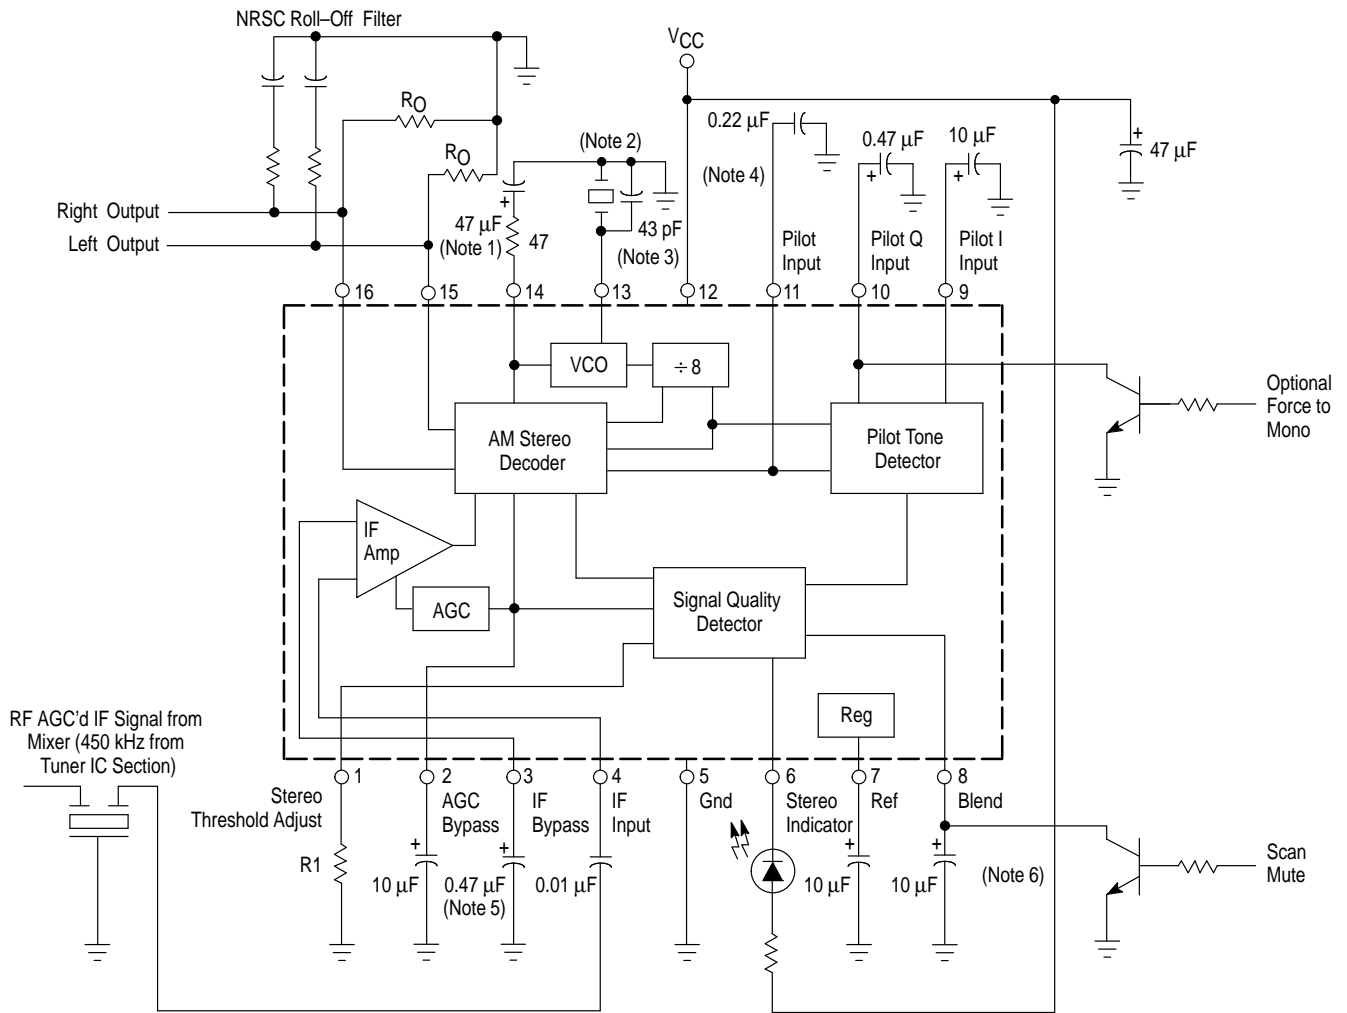 NRSC Roll–Off Filter
VCC
RO
RO
0.22 µF
(Note 4)
0.47 µF
+
10 µF
+
+
47 µF
(Note 2)
Right Output
Left Output
47 µF
(Note 1)
+
47
43 pF
(Note 3)
Pilot
Input
Pilot Q
Input
Pilot I
Input
16
15
14
13
12
11
10
9
VCO
÷ 8
AM Stereo
Decoder
Pilot Tone
Detector
Optional
Force to
Mono
IF
Amp
AGC
Signal Quality
Detector
Reg
RF AGC’d IF Signal from
Mixer (450 kHz from
Tuner IC Section)
1
2
3
4
5
6
7
8
Stereo
Threshold Adjust
AGC
Bypass
IF
Bypass
IF
Input
Gnd
Stereo
Indicator
Ref
Blend
R1
+
10 µF
+
0.47 µF
(Note 5)
0.01 µF
+
10 µF
+
10 µF
(Note 6)
Scan
Mute